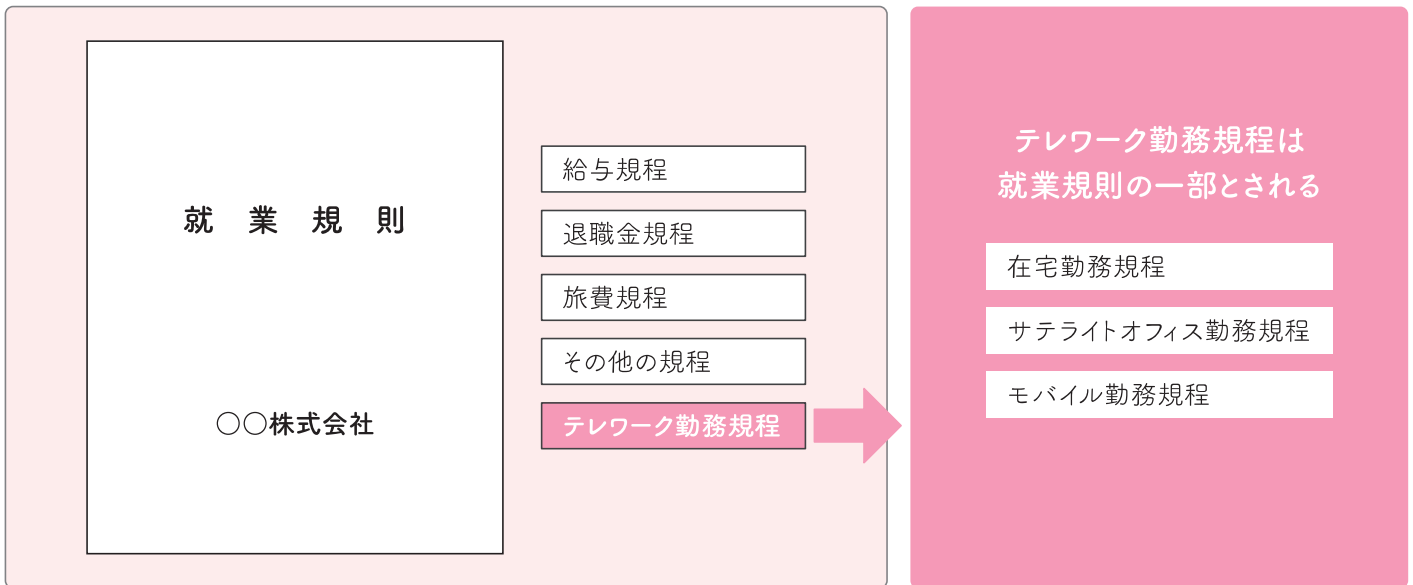 就業規則
○○株式会社
給与規程
退職金規程
旅費規程
その他の規程
テレワーク勤務規程
テレワーク勤務規程は
就業規則の一部とされる
在宅勤務規程
サテライトオフィス勤務規程
モバイル勤務規程